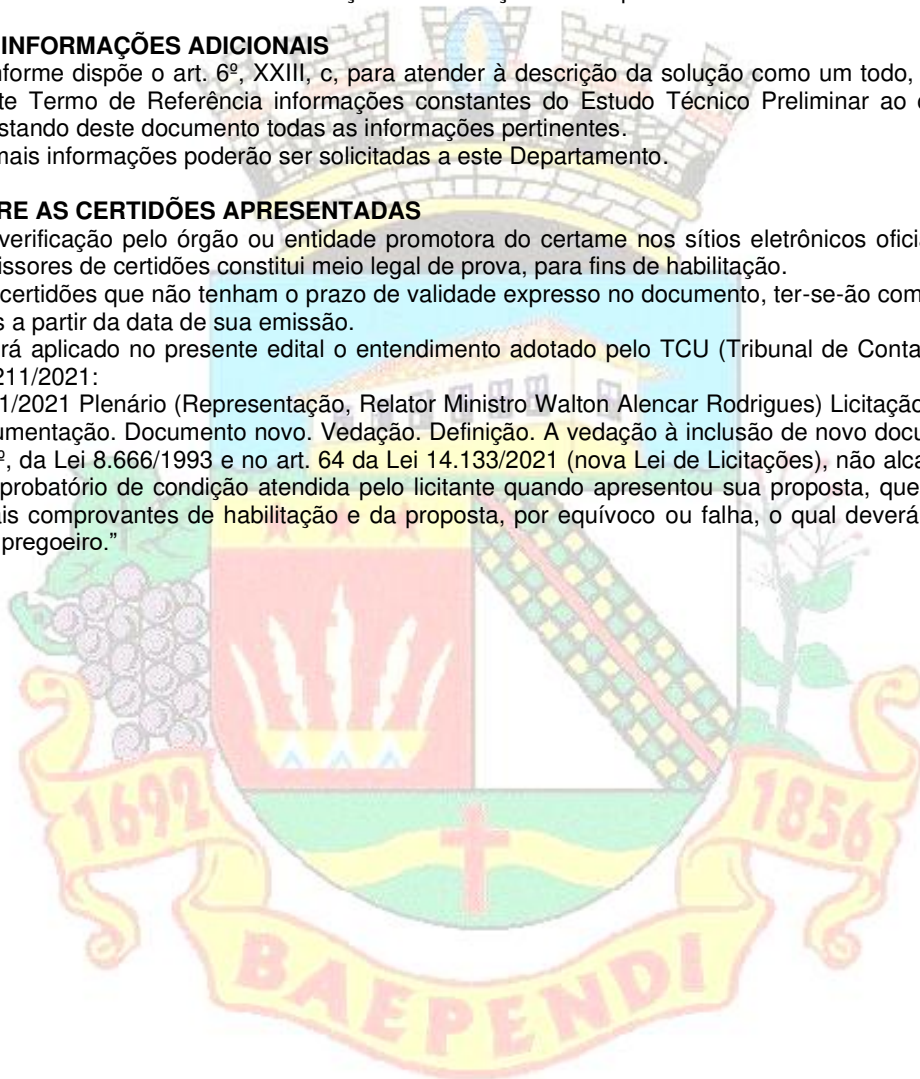 INFORMAÇÕES ADICIONAIS
nforme dispõe o art. 6º, XXIII, c, para atender à descrição da solução como um todo,
te Termo de Referência informações constantes do Estudo Técnico Preliminar ao
stando deste documento todas as informações pertinentes.
mais informações poderão ser solicitadas a este Departamento.
RE AS CERTIDÕES APRESENTADAS
verificação pelo órgão ou entidade promotora do certame nos sítios eletrônicos ofici
issores de certidões constitui meio legal de prova, para fins de habilitação.
certidões que não tenham o prazo de validade expresso no documento, ter-se-ão com
s a partir da data de sua emissão.
rá aplicado no presente edital o entendimento adotado pelo TCU (Tribunal de Conta
211/2021:
1/2021 Plenário (Representação, Relator Ministro Walton Alencar Rodrigues) Licitação
umentação. Documento novo. Vedação. Definição. A vedação à inclusão de novo docu
º, da Lei 8.666/1993 e no art. 64 da Lei 14.133/2021 (nova Lei de Licitações), não alca
probatório de condição atendida pelo licitante quando apresentou sua proposta, que
is comprovantes de habilitação e da proposta, por equívoco ou falha, o qual deverá
pregoeiro.”
1692
1856
BAEPENDI